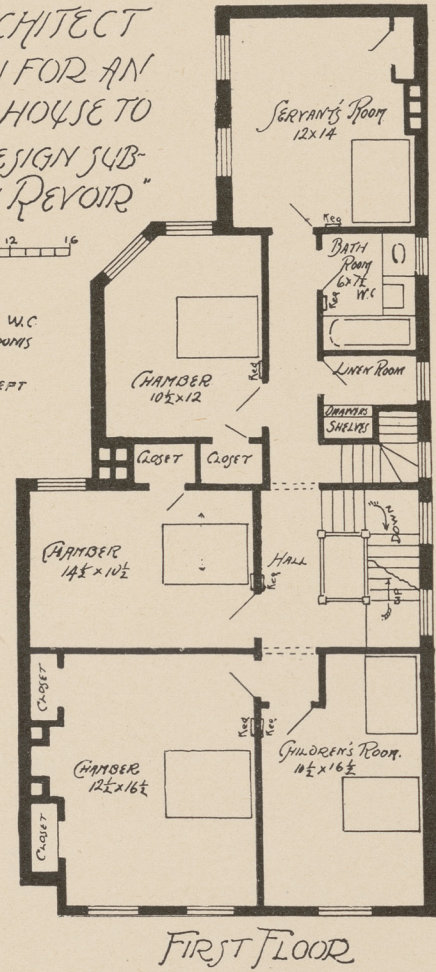 CHITECT
N FOR AN
HOUSE TO
ESIGN SUB-
REVOIR"
12 16
W.C.
OOMS
EPT
SERVANT'S ROOM
12x14
Reg
BATH
ROOM
6x7½
W.C
Reg
LINEN ROOM
DRAWERS
SHELVES
CHAMBER
10½x12
Reg
CLOSET
CLOSET
CHAMBER
14½x10½
HALL
Reg
DOWN
UP
CLOSET
CHAMBER
12½x16½
Reg
Reg
CHILDREN'S ROOM.
10½x16½
CLOSET
FIRST FLOOR